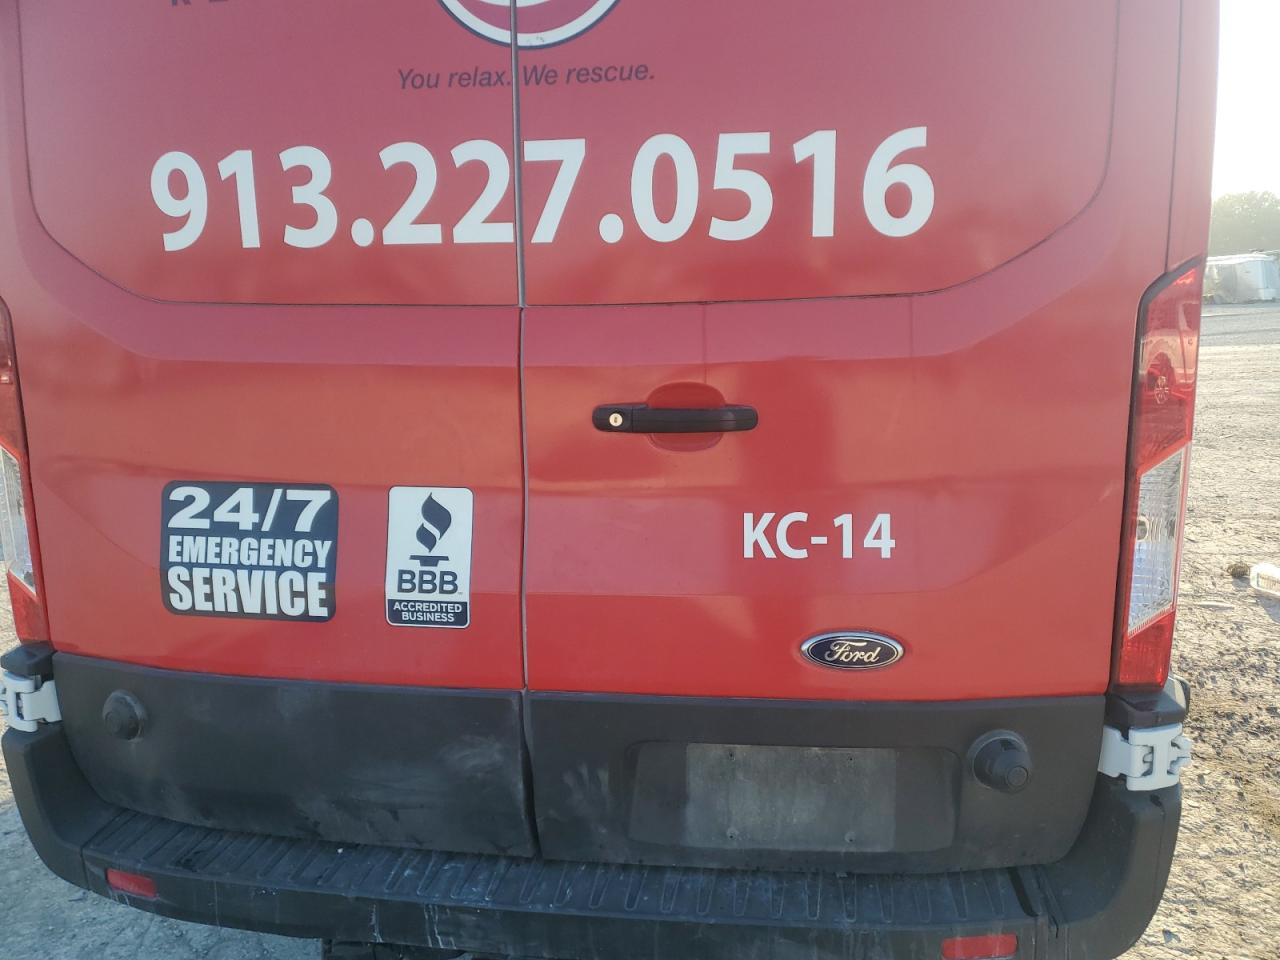 You relax. We rescue.
913.227.0516
24/7
EMERGENCY
SERVICE
BBB
ACCREDITED
BUSINESS
KC-14
Ford